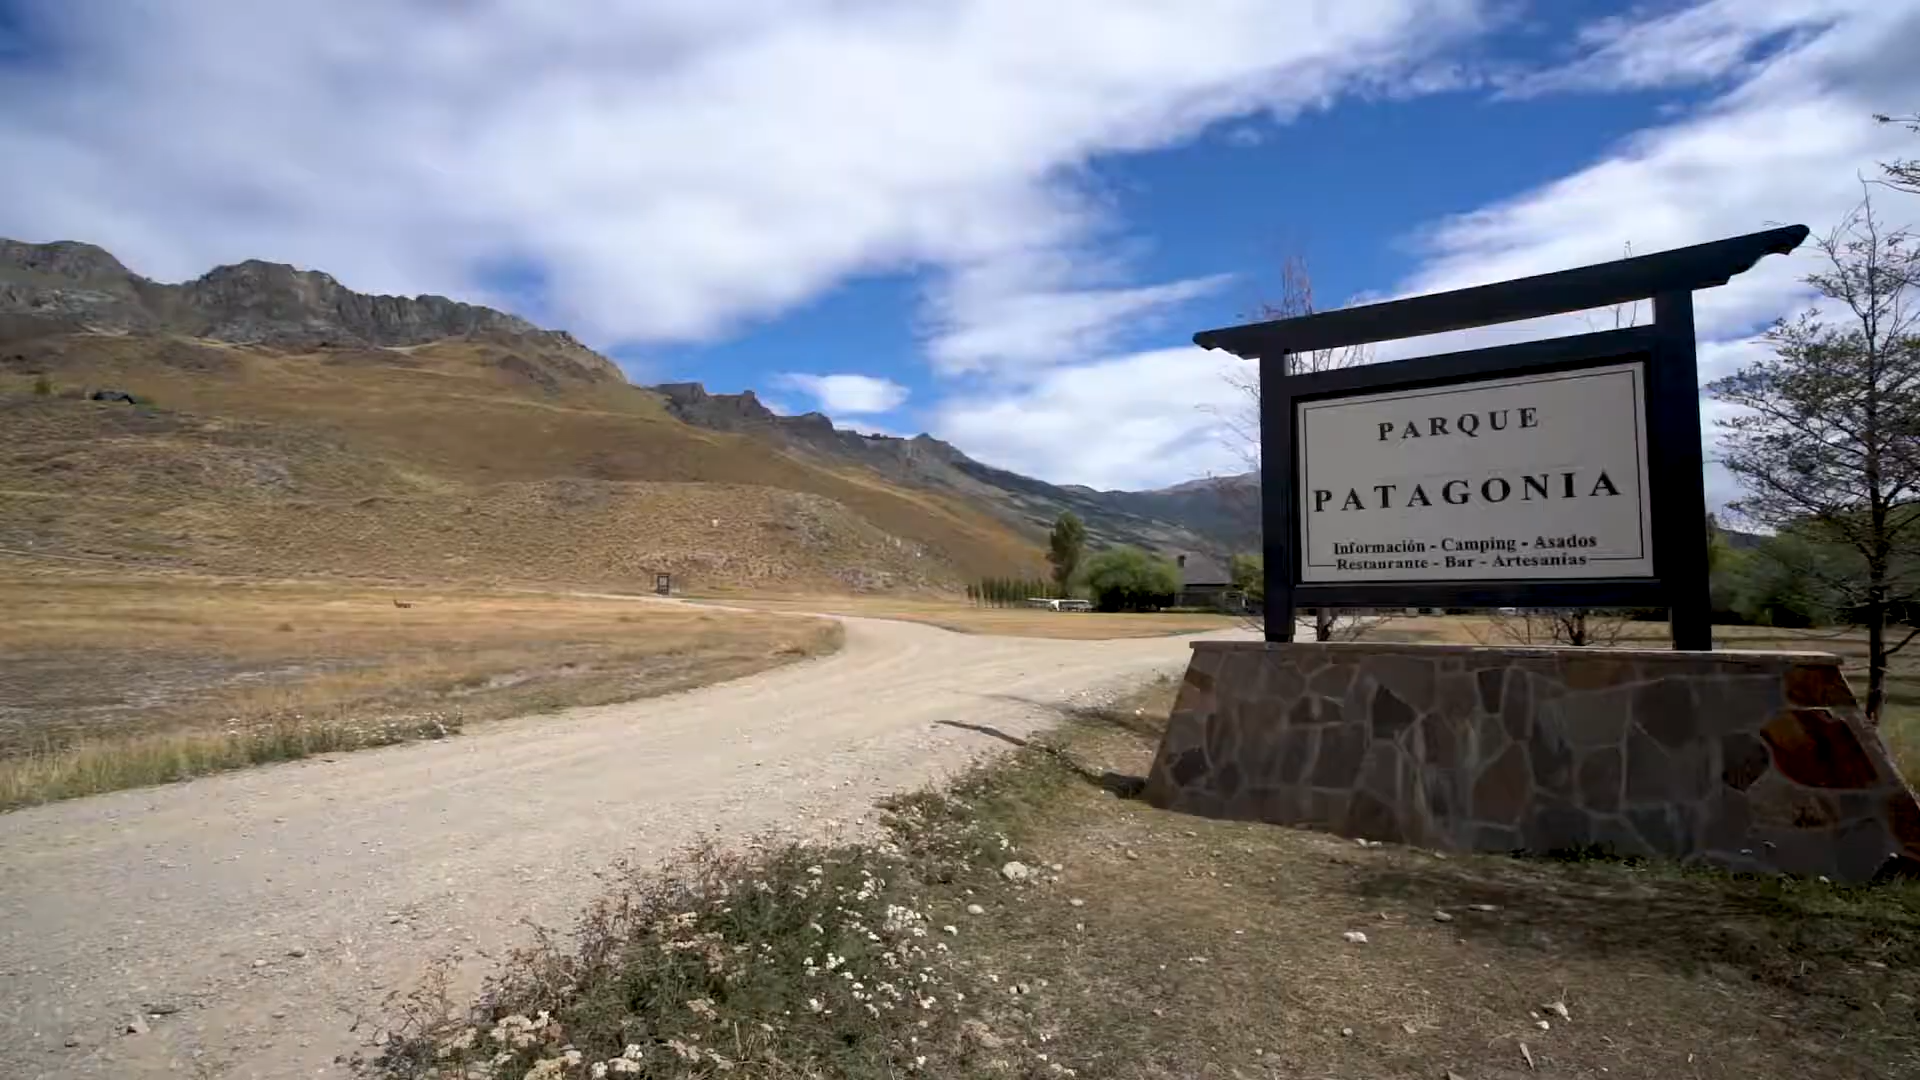 PARQUE
PATAGONIA
Información - Camping - Asados
Restaurante - Bar - Artesanías